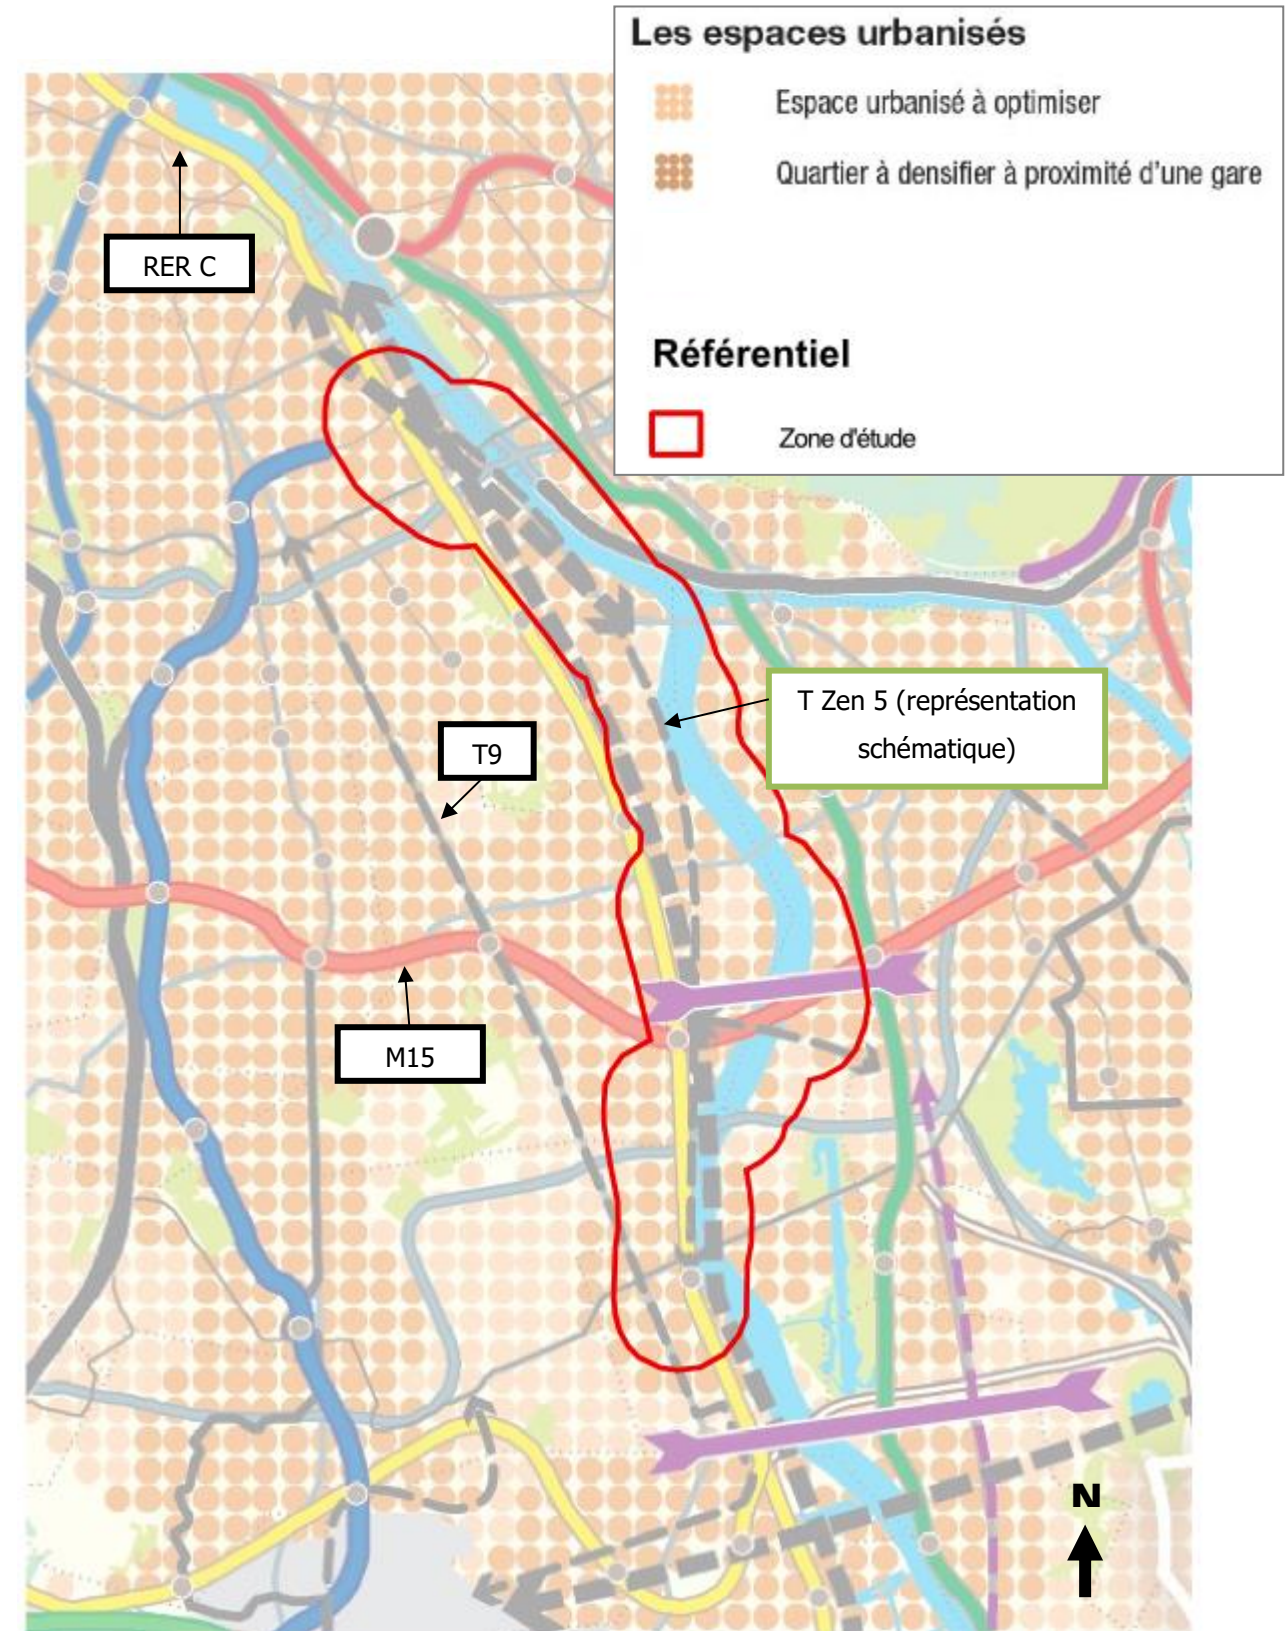 Les espaces urbanisés
Espace urbanisé à optimiser
Quartier à densifier à proximité d'une gare
Référentiel
Zone d'étude
RER C
T Zen 5 (représentation
schématique)
T9
M15
N